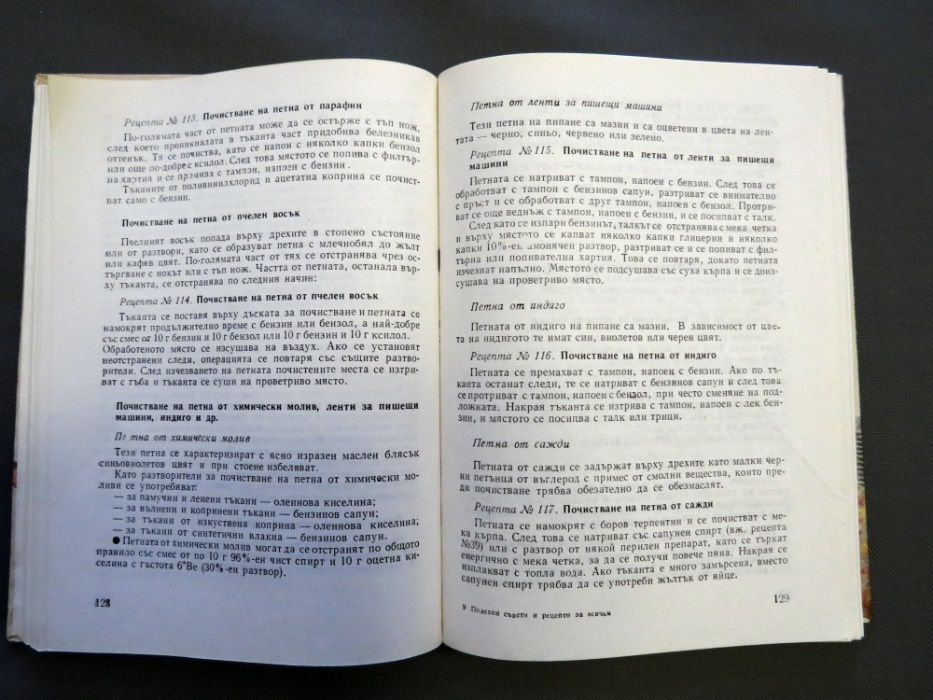 Рецепта № 113. Почистване на петна от парафин
По-голямата част от петната може да се остърже с тъп нож,
след което проникналата в тъканта част придобива белезникав
оттенък. Тя се почиства, като се напои с няколко капки бензол
или още по-добре с ксилол. След това мястото се попива с филтър-
на хартия и се промива с тампон, напоен с бензин.
Тъканите от поливинилхлорид и ацетатна коприна се почист-
ват само с бензин.
Почистване на петна от пчелен восък
Пчелният восък попада върху дрехите в стопено състояние
или от разтвори, като се образуват петна с млечнобял до жълт
или кафяв цвят. По-голямата част от тях се отстранява чрез ос-
търгване с нокът или с тъп нож. Частта от петната, останала вър-
ху тъканта, се отстранява по следния начин:
Рецепта № 114. Почистване на петна от пчелен восък
Тъканта се поставя върху дъската за почистване и петната се
намокрят продължително време с бензин или бензол, а най-добре
със смес от 10 г бензин и 10 г бензол или 10 г бензин и 10 г ксилол.
Обработеното място се изсушава на въздух. Ако се установят
неотстранени следи, операцията се повтаря със същите разтво-
рители. След изчезването на петната почистените места се изтри-
ват с гъба и тъканта се суши на проветриво място.
Почистване на петна от химически молив, ленти за пишещи
машини, индиго и др.
Петна от химически молив
Тези петна се характеризират с ясно изразен маслен блясък
синьовиолетов цвят и при стоене избеляват.
Като разтворители за почистване на петна от химически мо-
ливи се употребяват:
— за памучни и ленени тъкани — олеинова киселина;
— за вълнени и копринени тъкани — бензинов сапун;
— за тъкани от изкуствена коприна — олеинова киселина;
— за тъкани от синтетични влакна — бензинов сапун.
● Петната от химически молив могат да се отстранят по общото
правило със смес от по 10 г 96%-ен чист спирт и 10 г оцетна ки-
селина с гъстота 6°Ве (30%-ен разтвор).
128
Петна от ленти за пишещи машини
Тези петна на пипане са мазни и са оцветени в цвета на лен-
тата — черно, синьо, червено или зелено.
Рецепта № 115. Почистване на петна от ленти за пишещи
машини
Петната се натриват с тампон, напоен с бензин. След това се
обработват с тампон с бензинов сапун, разтриват се внимателно
с пръст и се обработват с друг тампон, напоен с бензол. Протри-
ват се още веднъж с тампон, напоен с бензин, и се посипват с талк.
След като се изпари бензинът, талкът се отстранява с мека четка
и върху мястото се капват няколко капки глицерин и няколко
капки 10%-ен амонячен разтвор, разтриват се и се попиват с фил-
търна или попивателна хартия. Това се повтаря, докато петната
изчезнат напълно. Мястото се подсушава със суха кърпа и се доиз-
сушава на проветриво място.
Петна от индиго
Петната от индиго на пипане са мазни. В зависимост от цве-
та на индигото те имат син, виолетов или черен цвят.
Рецепта № 116. Почистване на петна от индиго
Петната се премахват с тампон, напоен с бензин. Ако по тъ-
канта останат следи, те се натриват с бензинов сапун и след това
се протриват с тампон, напоен с бензол, при често сменяне на под-
ложката. Накрая тъканта се изтрива с тампон, напоен с лек бен-
зин, и мястото се посипва с талк или трици.
Петна от сажди
Петната от сажди се задържат върху дрехите като малки чер-
ни петънца от въглерод с примес от смолни вещества, които пре-
ди почистване трябва обезателно да се обезмаслят.
Рецепта № 117. Почистване на петна от сажди
Петната се намокрят с боров терпентин и се почистват с ме-
ка кърпа. След това се натриват със сапунен спирт (вж. рецепта
№39) или с разтвор от някой перилен препарат, като се търкат
енергично с мека четка, за да се получи повече пяна. Накрая се
изплакват с топла вода. Ако тъканта е много замърсена, вместо
сапунен спирт трябва да се употреби жълтък от яйце.
9 Полезни съвети и рецепти за всички
129